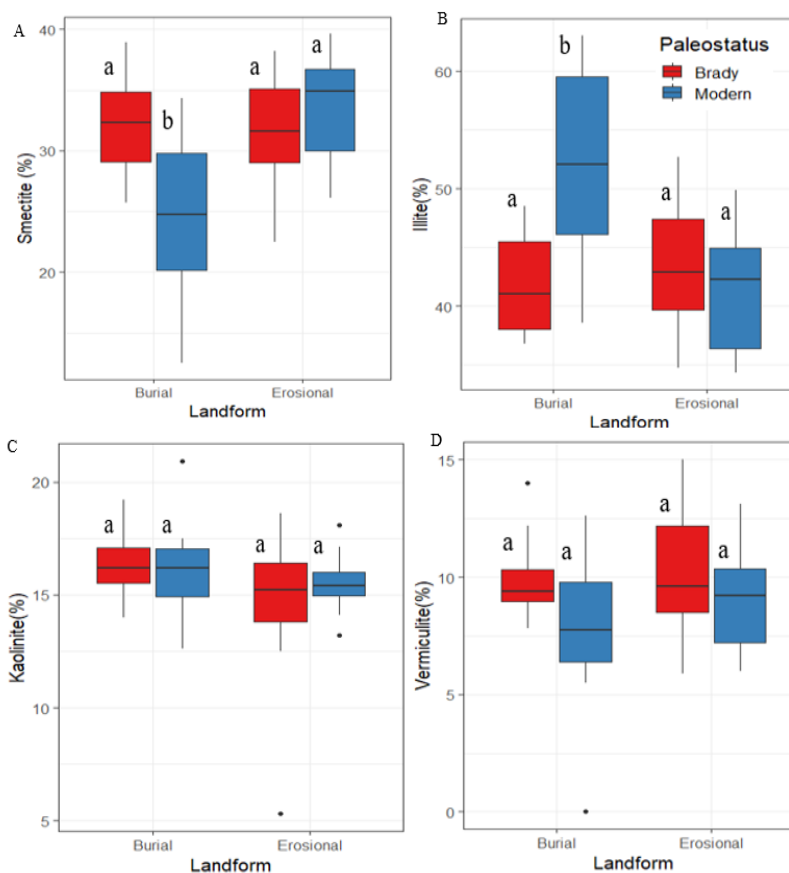 A
Smectite (%)
40
30
20
a
b
a
a
Burial
Erosional
Landform
B
Illite(%)
60
50
40
a
b
a
a
Paleostatus
Brady
Modern
Burial
Erosional
Landform
C
Kaolinite(%)
20
15
10
5
a
a
a
a
Burial
Erosional
Landform
D
Vermiculite(%)
15
10
5
0
a
a
a
a
Burial
Erosional
Landform